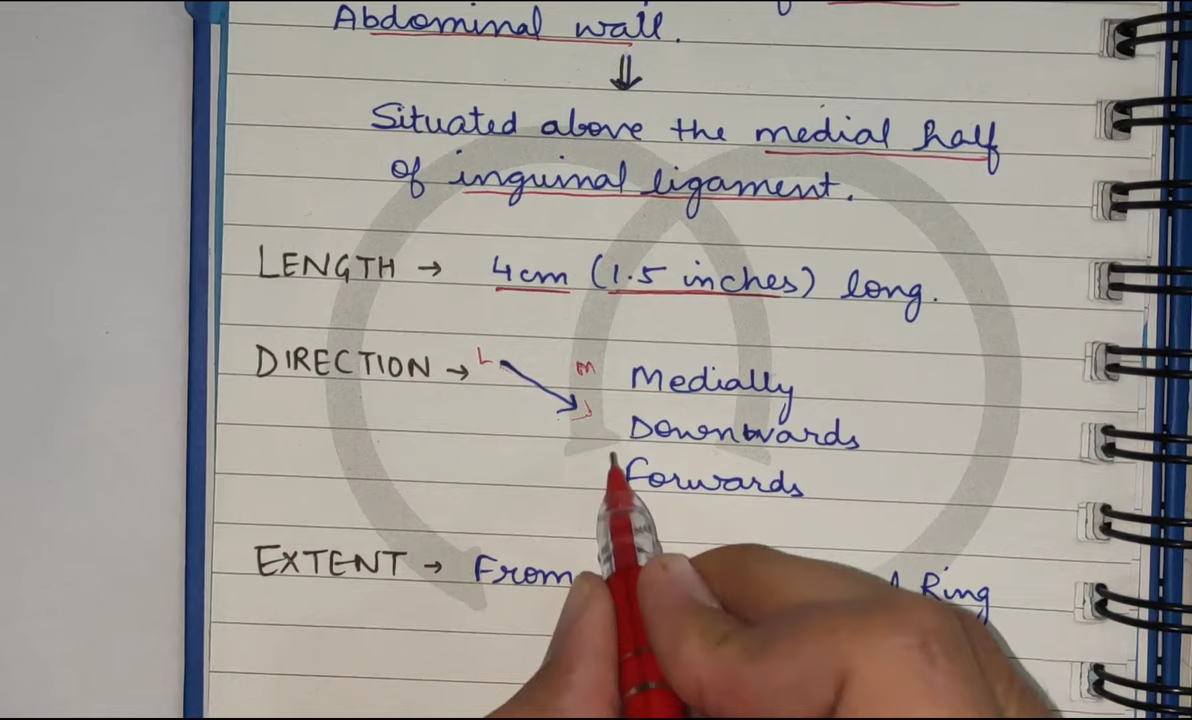 Abdominal wall.
Situated above the medial half
of inguinal ligament.
LENGTH → 4cm (1.5 inches) long.
DIRECTION → L M Medially
Downwards
Forwards
EXTENT → From Ring